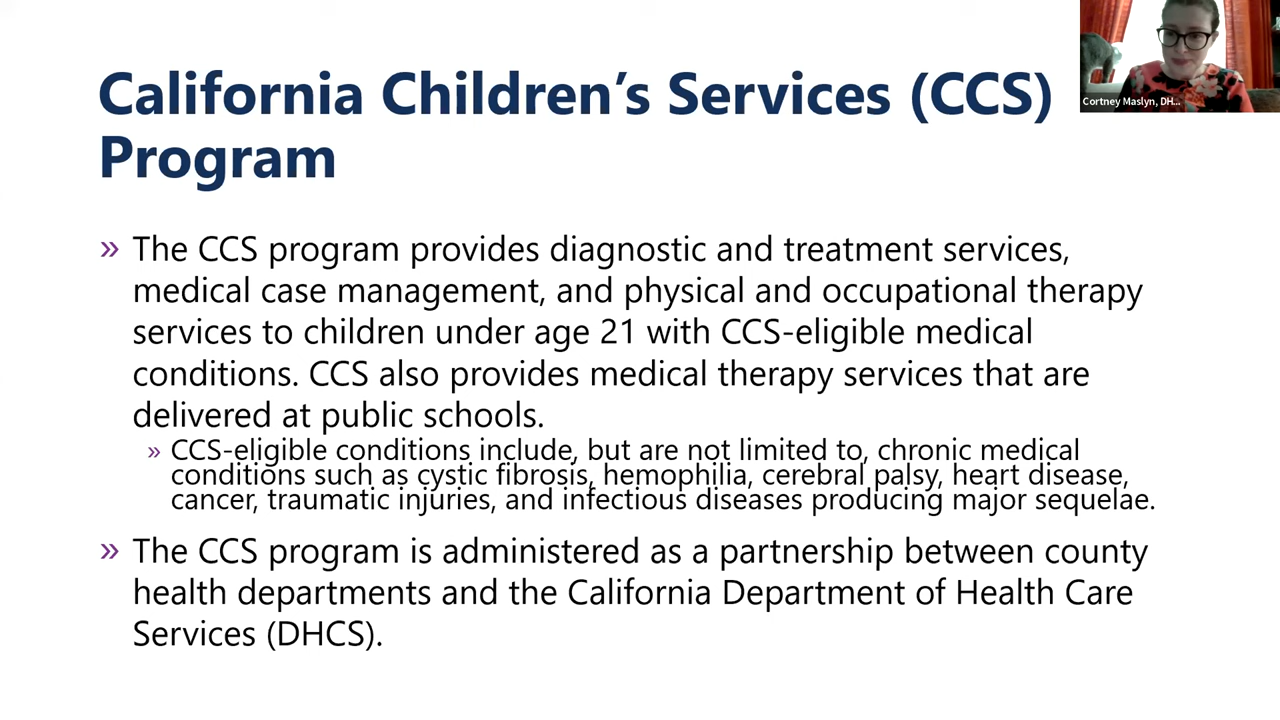 California Children’s Services (CCS)
Program
» The CCS program provides diagnostic and treatment services,
medical case management, and physical and occupational therapy
services to children under age 21 with CCS-eligible medical
conditions. CCS also provides medical therapy services that are
delivered at public schools.
» CCS-eligible conditions include, but are not limited to, chronic medical
conditions such as cystic fibrosis, hemophilia, cerebral palsy, heart disease,
cancer, traumatic injuries, and infectious diseases producing major sequelae.
» The CCS program is administered as a partnership between county
health departments and the California Department of Health Care
Services (DHCS).
Cortney Maslyn, DH...